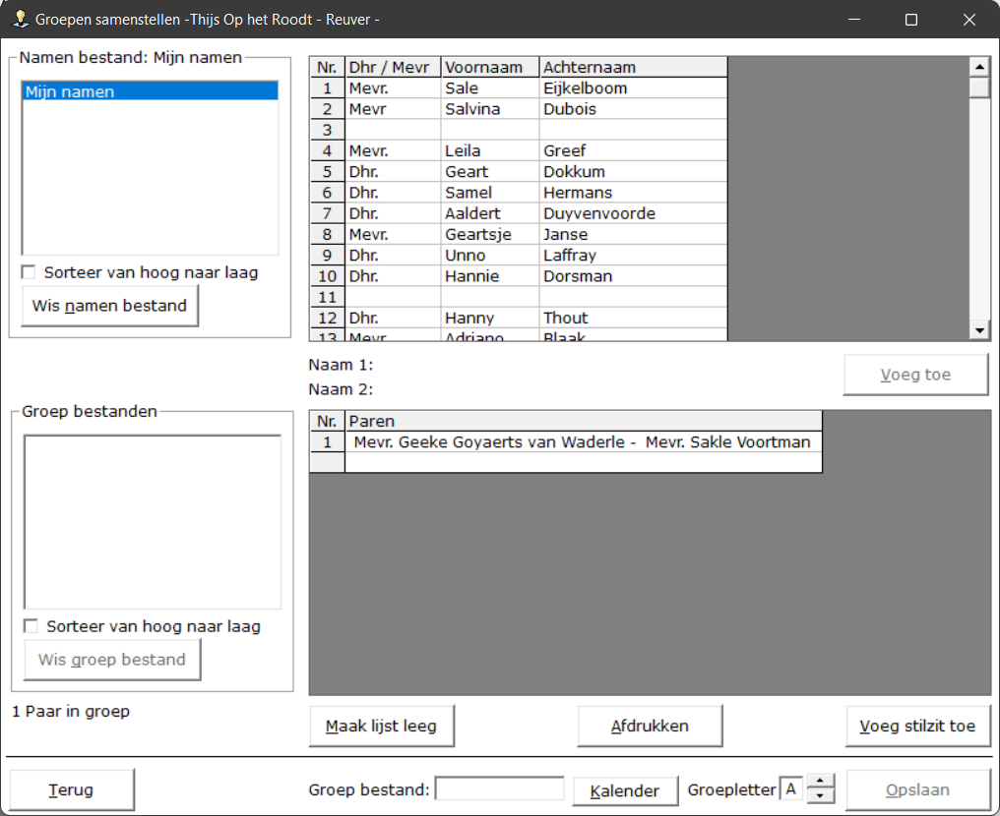 Groepen samenstellen -Thijs Op het Roodt - Reuver -
Namen bestand: Mijn namen
Mijn namen
Sorteer van hoog naar laag
Wis namen bestand
Nr. Dhr / Mevr Voornaam Achternaam
1 Mevr. Sale Eijkelboom
2 Mevr Salvina Dubois
3
4 Mevr. Leila Greef
5 Dhr. Geart Dokkum
6 Dhr. Samel Hermans
7 Dhr. Aaldert Duyvenvoorde
8 Mevr. Geartsje Janse
9 Dhr. Unno Laffray
10 Dhr. Hannie Dorsman
11
12 Dhr. Hanny Thout
13 Mevr Adriano Blaak
Naam 1:
Naam 2:
Voeg toe
Groep bestanden
Sorteer van hoog naar laag
Wis groep bestand
1 Paar in groep
Nr. Paren
1 Mevr. Geeke Goyaerts van Waderle - Mevr. Sakle Voortman
Maak lijst leeg
Afdrukken
Voeg stilzit toe
Terug
Groep bestand:
Kalender
Groepletter A
Opslaan